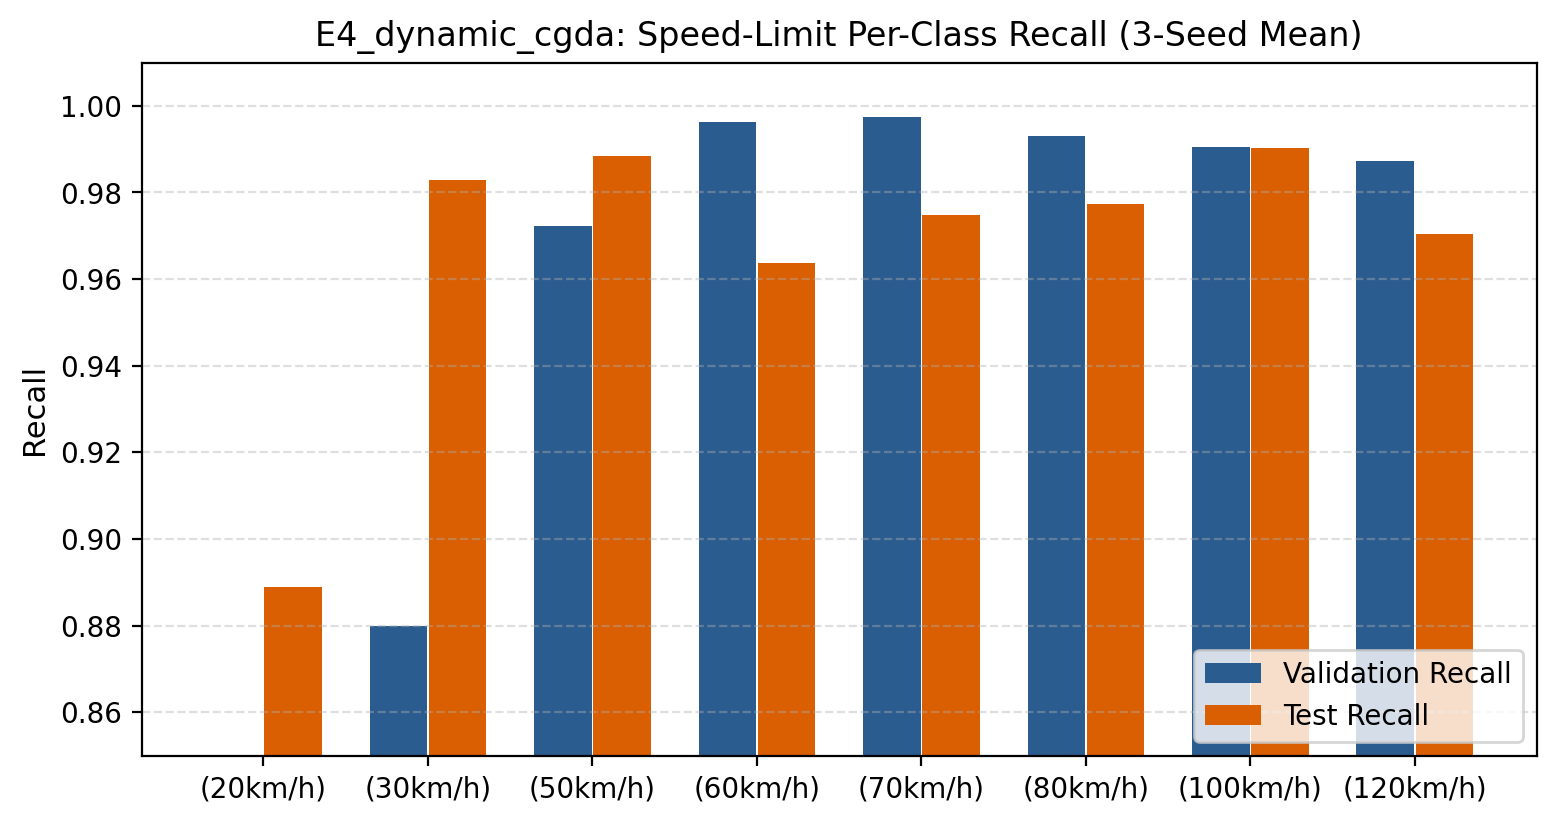 E4_dynamic_cgda: Speed-Limit Per-Class Recall (3-Seed Mean)
Recall
1.00
0.98
0.96
0.94
0.92
0.90
0.88
0.86
(20km/h) (30km/h) (50km/h) (60km/h) (70km/h) (80km/h) (100km/h) (120km/h)
Validation Recall
Test Recall